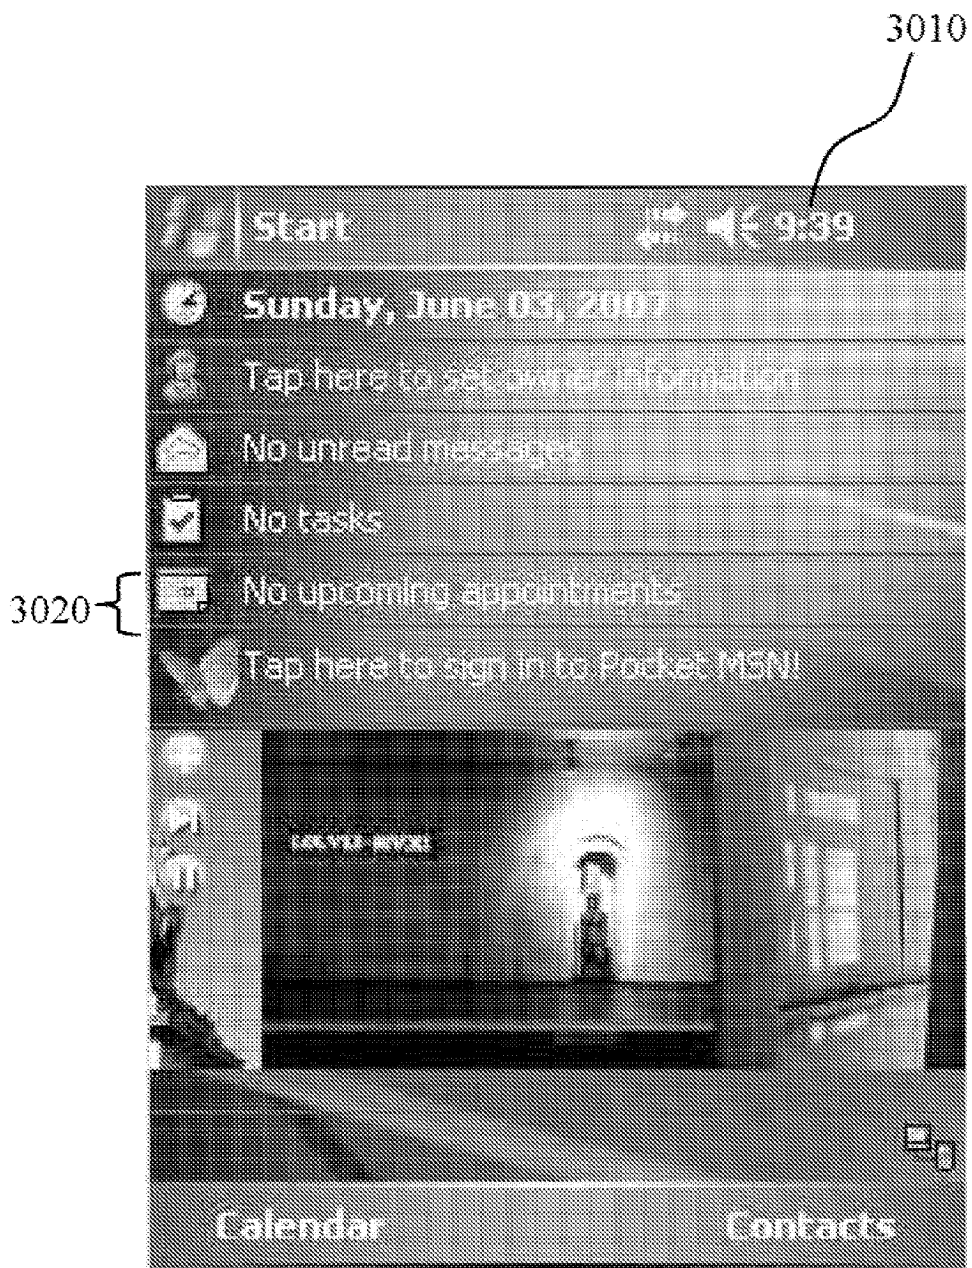 3010
Start 9:39
Sunday, June 03, 2007
Tap here to set owner information
No unread messages
No tasks
3020 No upcoming appointments
Tap here to sign in to Pocket MSN!
Calendar Contacts